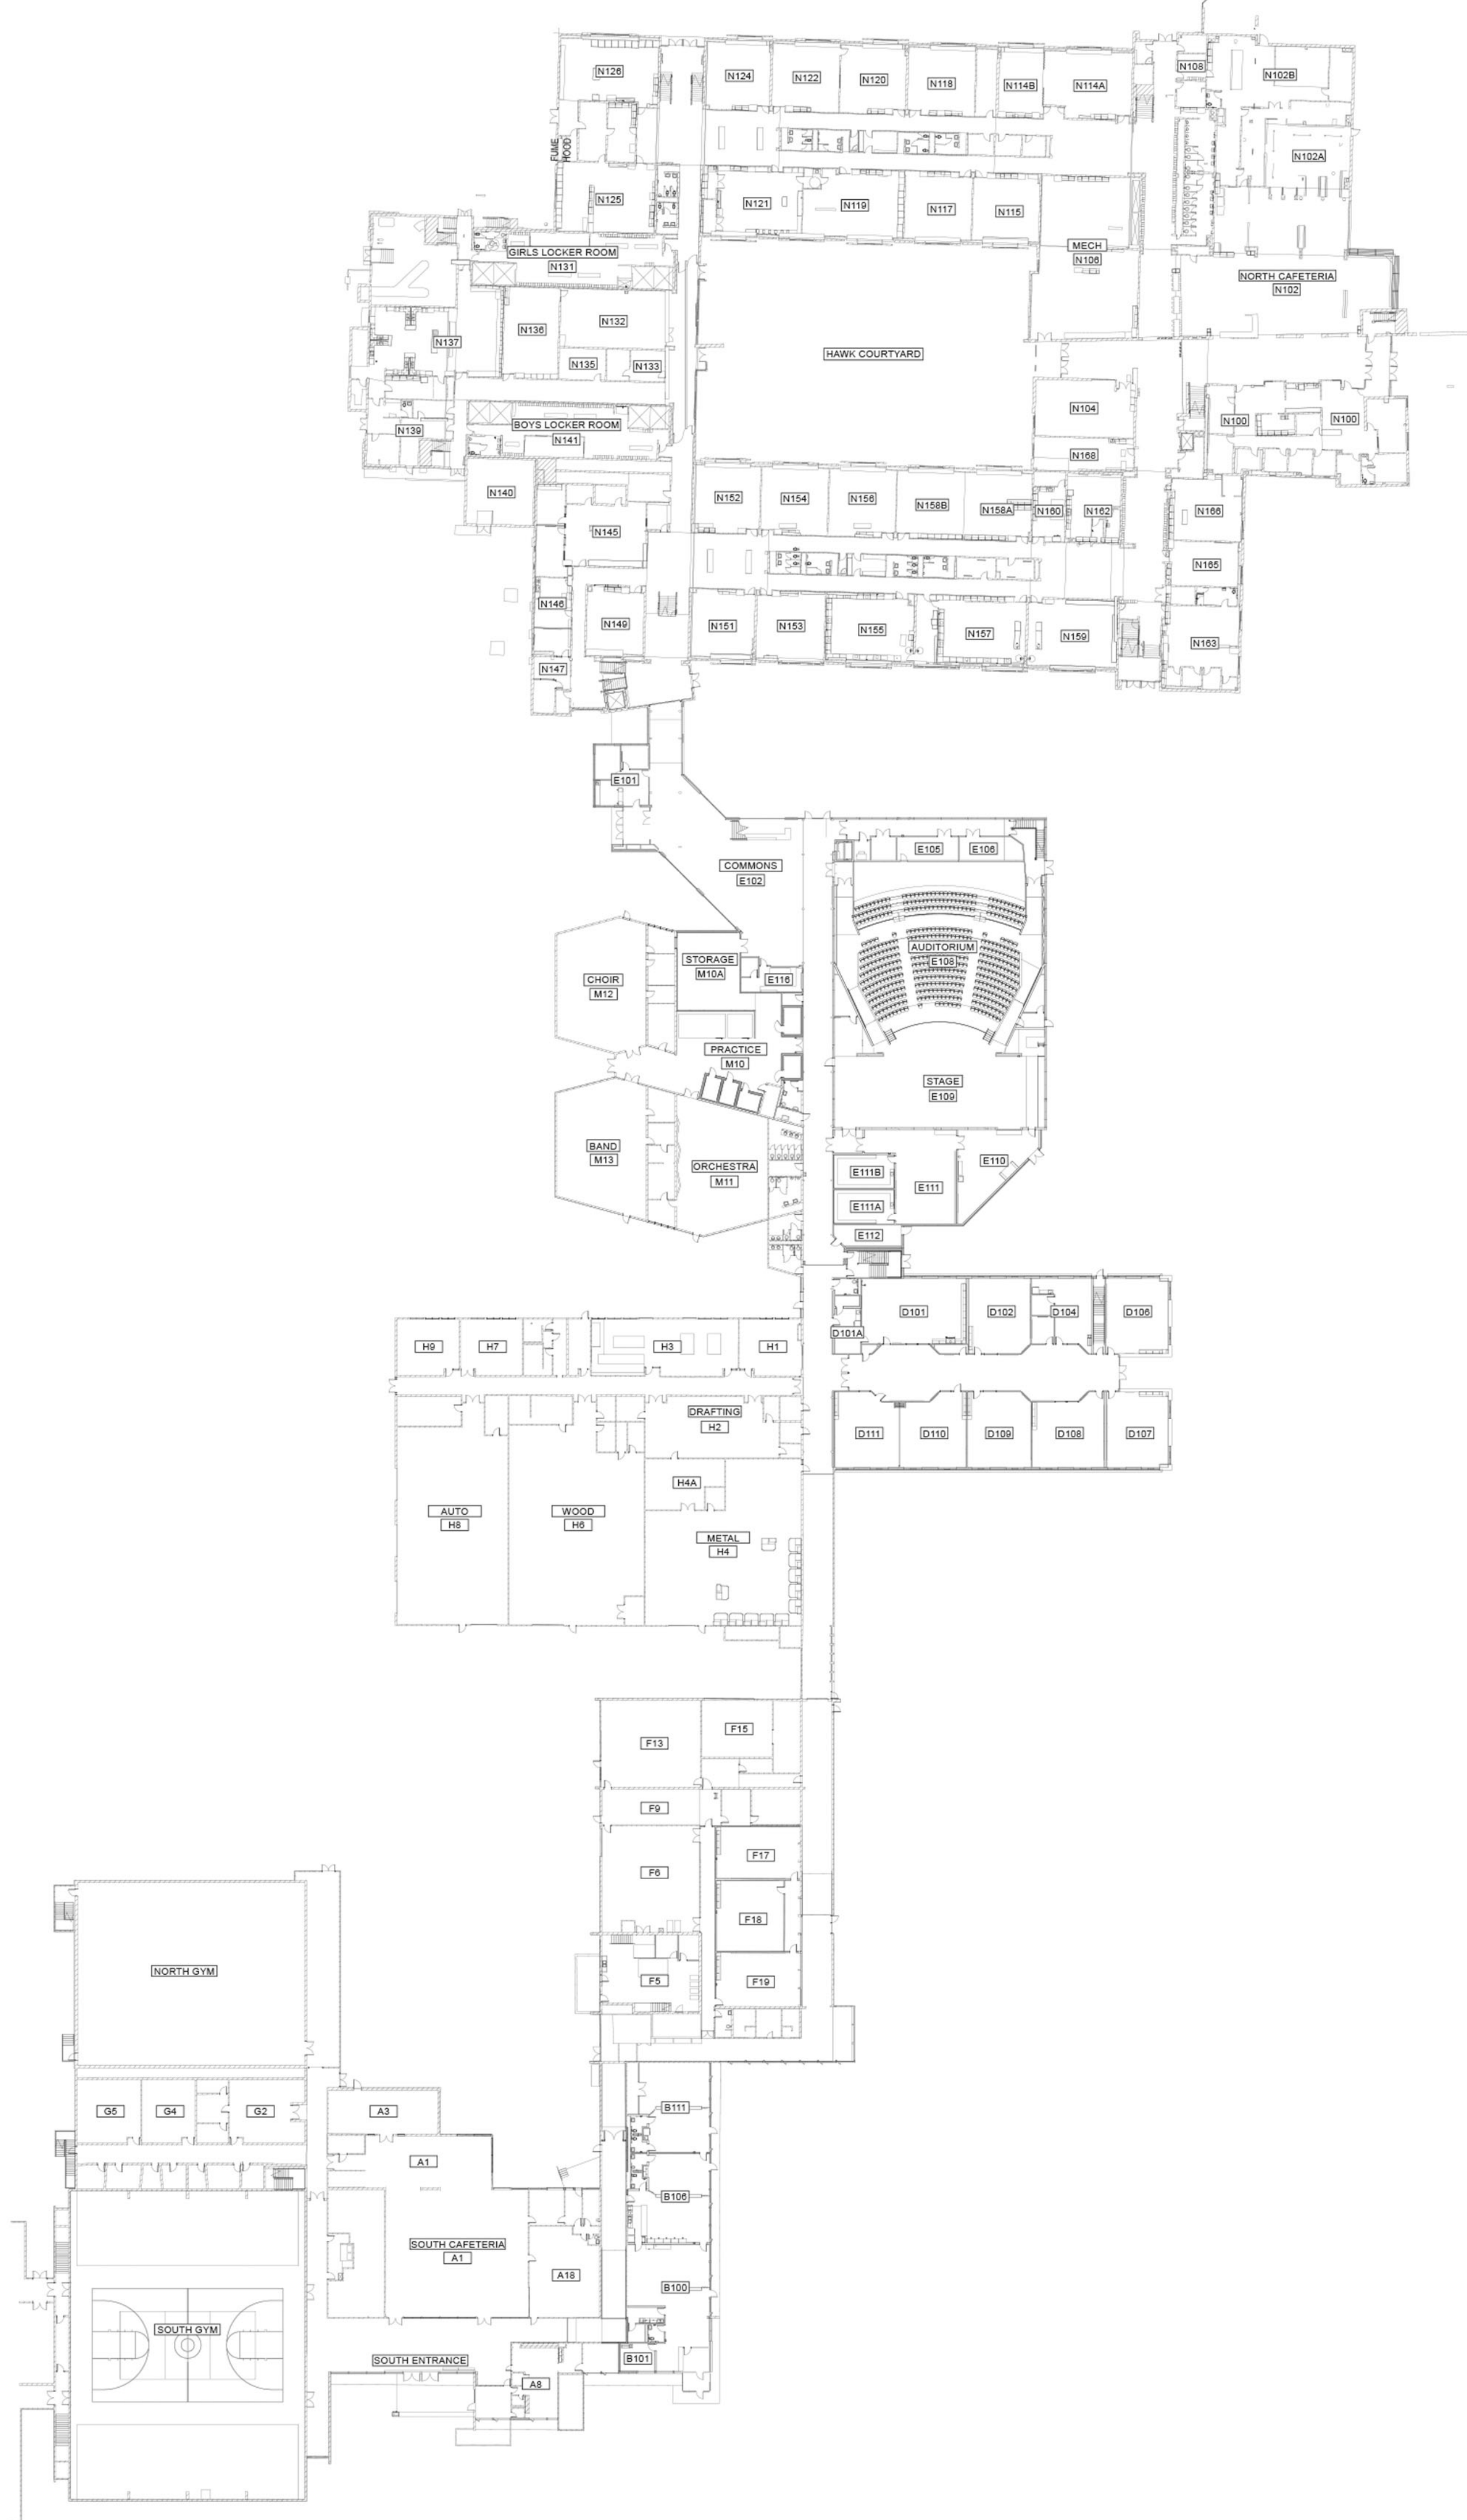 N126
N124
N122
N120
N118
N114B
N114A
N108
N102B
FUME
HOOD
N102A
N125
N121
N119
N117
N115
GIRLS LOCKER ROOM
N131
MECH
N106
NORTH CAFETERIA
N102
N136
N132
N137
N135
N133
HAWK COURTYARD
N104
N100
N100
BOYS LOCKER ROOM
N141
N139
N168
N140
N152
N154
N156
N158B
N158A
N160
N162
N166
N145
N165
N146
N149
N151
N153
N155
N157
N159
N163
N147
E101
E105
E106
COMMONS
E102
AUDITORIUM
E108
STORAGE
M10A
E116
CHOIR
M12
PRACTICE
M10
STAGE
E109
BAND
M13
ORCHESTRA
M11
E110
E111B
E111
E111A
E112
D101
D102
D104
D106
D101A
H9
H7
H3
H1
DRAFTING
H2
D111
D110
D109
D108
D107
H4A
AUTO
H8
WOOD
H6
METAL
H4
F15
F13
F9
F17
F6
F18
NORTH GYM
F5
F19
G5
G4
G2
A3
B111
A1
B106
SOUTH CAFETERIA
A1
A18
B100
SOUTH GYM
SOUTH ENTRANCE
B101
A8